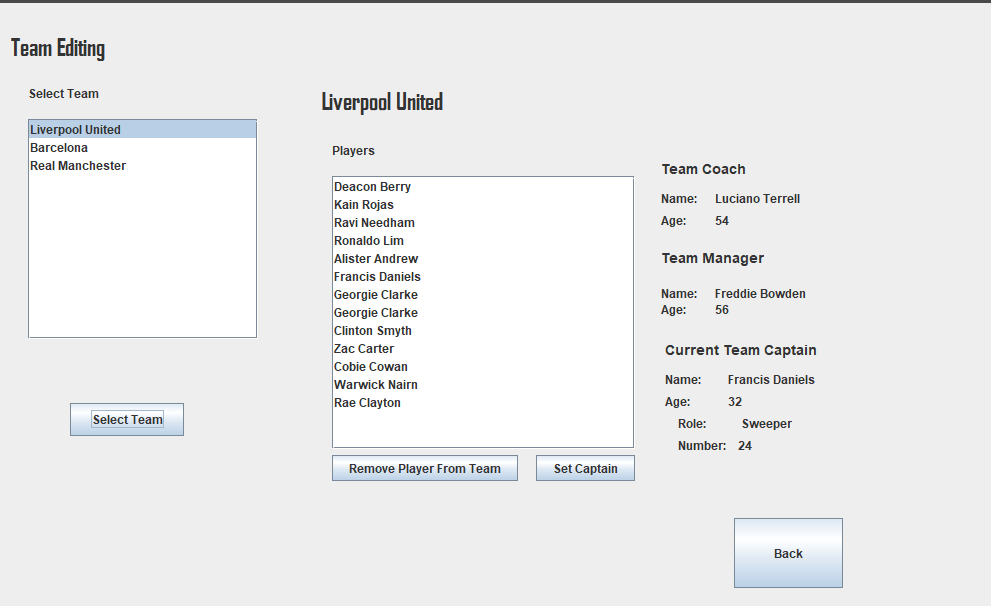 Team Editing
Select Team
Liverpool United
Barcelona
Real Manchester
Select Team
Liverpool United
Players
Deacon Berry
Kain Rojas
Ravi Needham
Ronaldo Lim
Alister Andrew
Francis Daniels
Georgie Clarke
Georgie Clarke
Clinton Smyth
Zac Carter
Cobie Cowan
Warwick Nairn
Rae Clayton
Remove Player From Team
Set Captain
Team Coach
Name: Luciano Terrell
Age: 54
Team Manager
Name: Freddie Bowden
Age: 56
Current Team Captain
Name: Francis Daniels
Age: 32
Role: Sweeper
Number: 24
Back